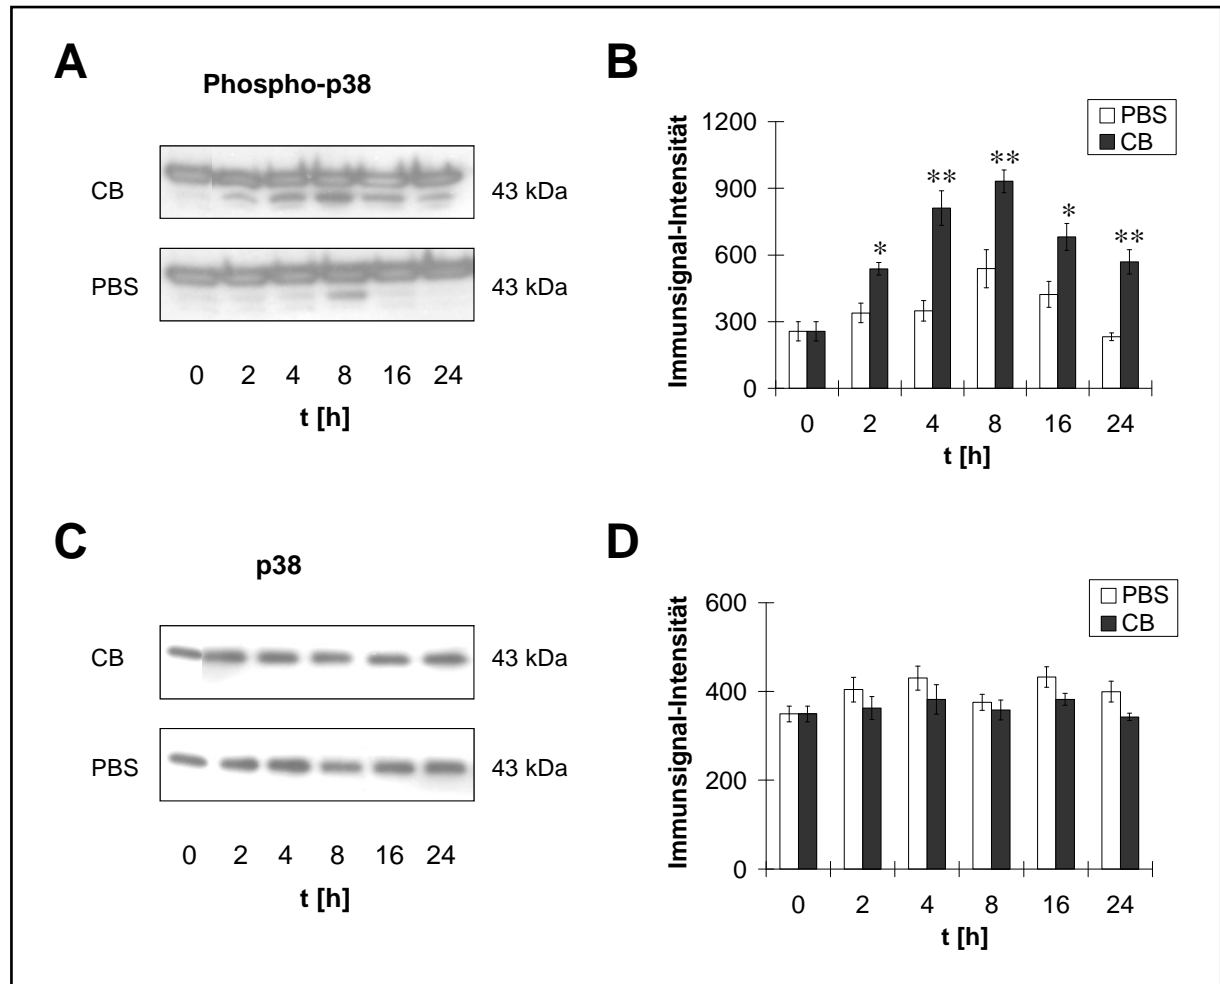 A
Phospho-p38
CB
43 kDa
PBS
43 kDa
0 2 4 8 16 24
t [h]
B
Immunsignal-Intensität
1200
900
600
300
0
PBS
CB
*
**
**
*
**
0 2 4 8 16 24
t [h]
C
p38
CB
43 kDa
PBS
43 kDa
0 2 4 8 16 24
t [h]
D
Immunsignal-Intensität
600
400
200
0
PBS
CB
0 2 4 8 16 24
t [h]